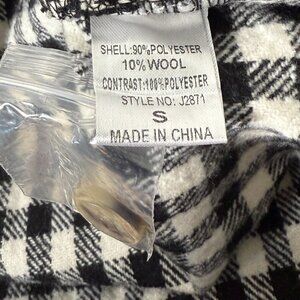 SHELL:90%POLYESTER
10%WOOL
CONTRAST:100%POLYESTER
STYLE NO: J2871
S
MADE IN CHINA